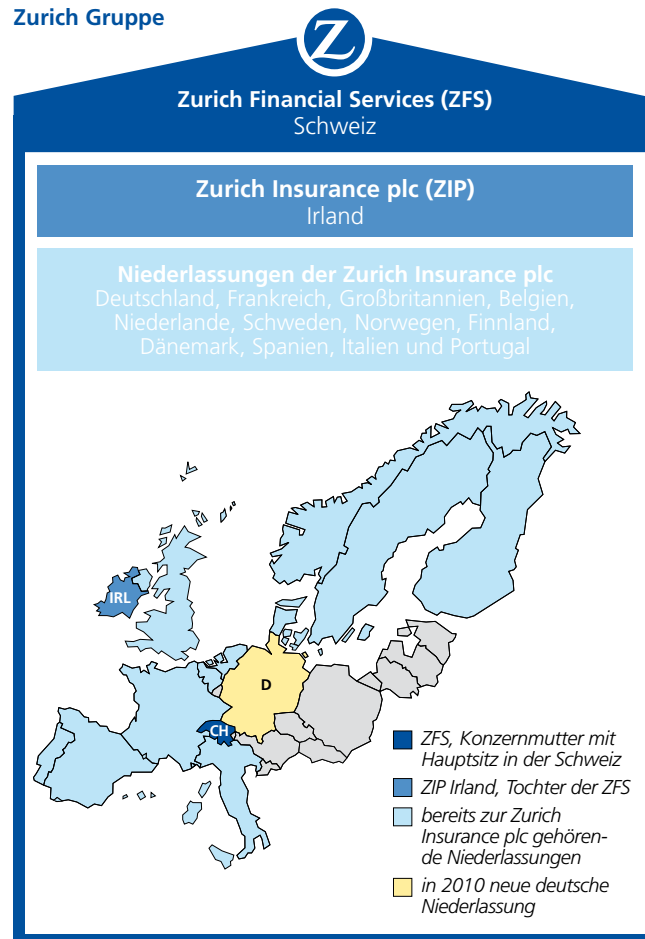 Zurich Gruppe
Z
Zurich Financial Services (ZFS)
Schweiz
Zurich Insurance plc (ZIP)
Irland
Niederlassungen der Zurich Insurance plc
Deutschland, Frankreich, Großbritannien, Belgien,
Niederlande, Schweden, Norwegen, Finnland,
Dänemark, Spanien, Italien und Portugal
IRL
D
CH
ZFS, Konzernmutter mit
Hauptsitz in der Schweiz
ZIP Irland, Tochter der ZFS
bereits zur Zurich
Insurance plc gehören-
de Niederlassungen
in 2010 neue deutsche
Niederlassung